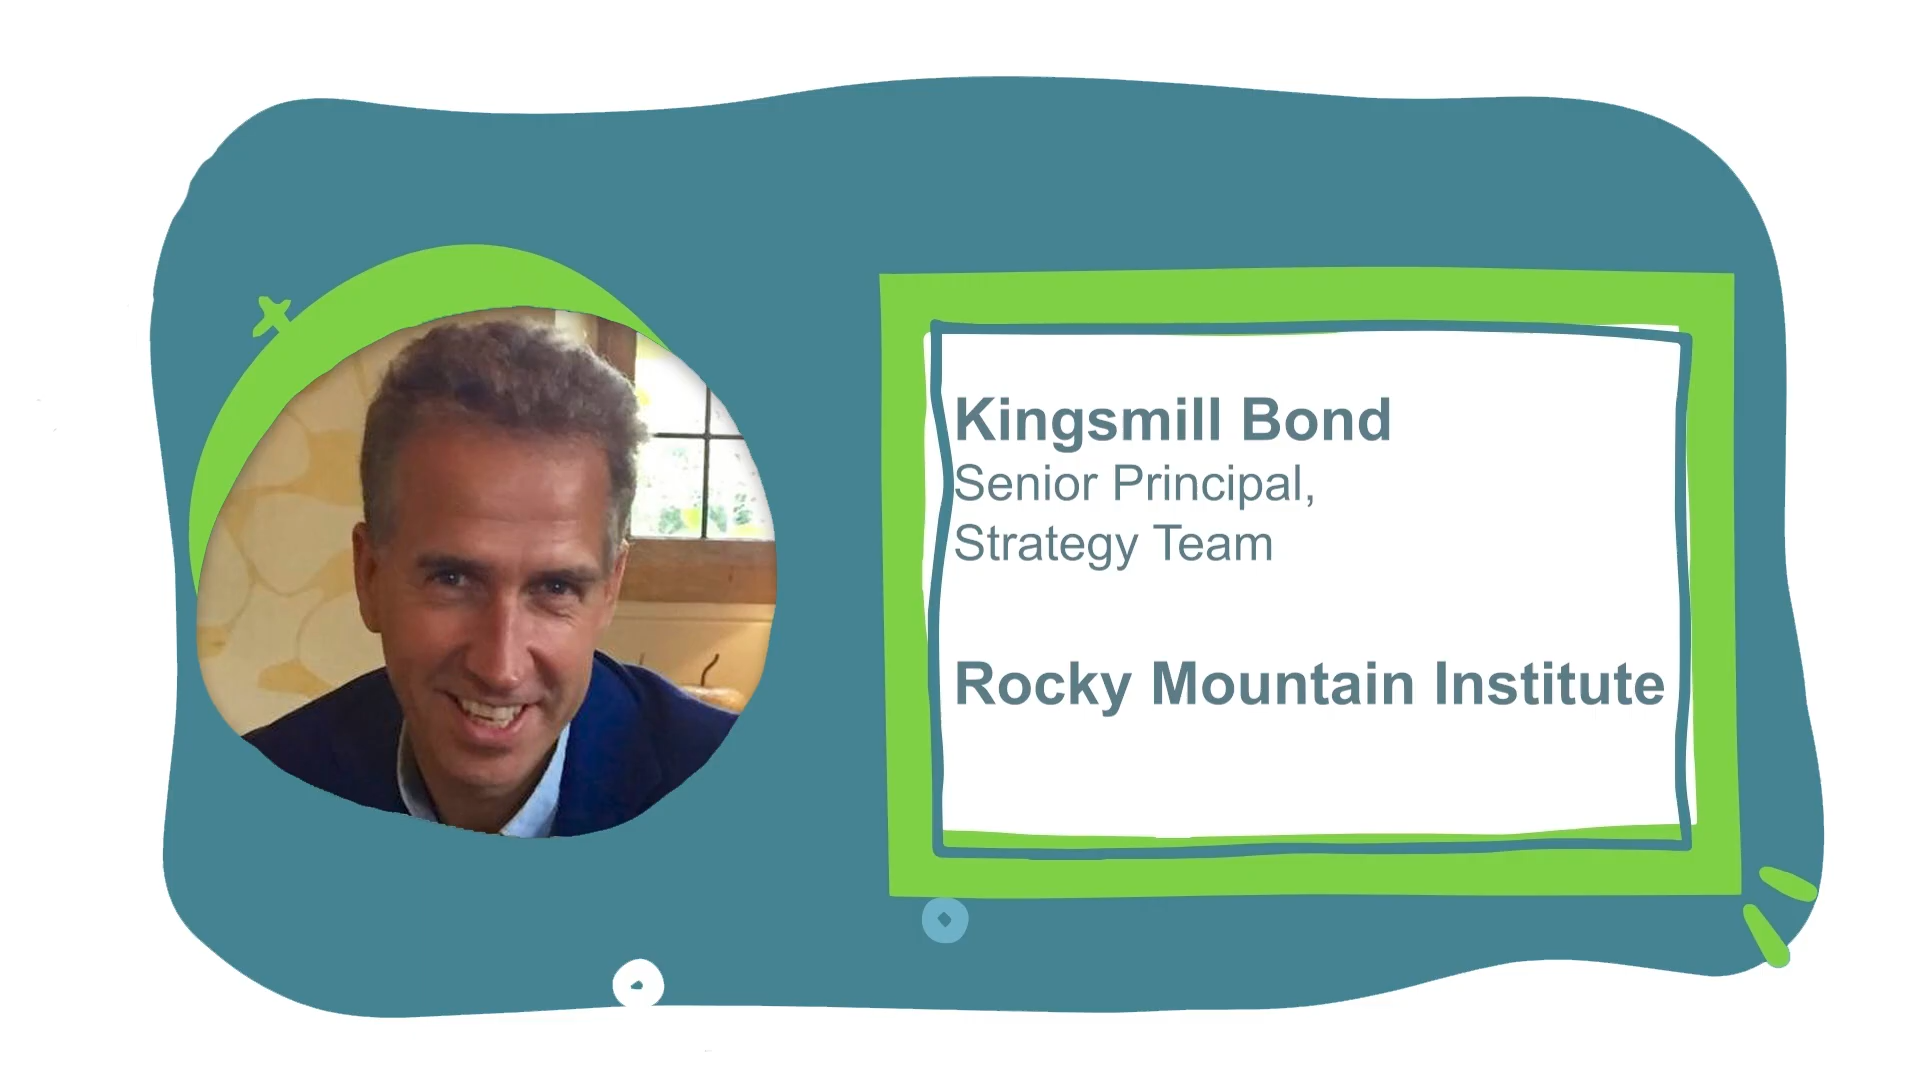 Kingsmill Bond
Senior Principal,
Strategy Team
Rocky Mountain Institute